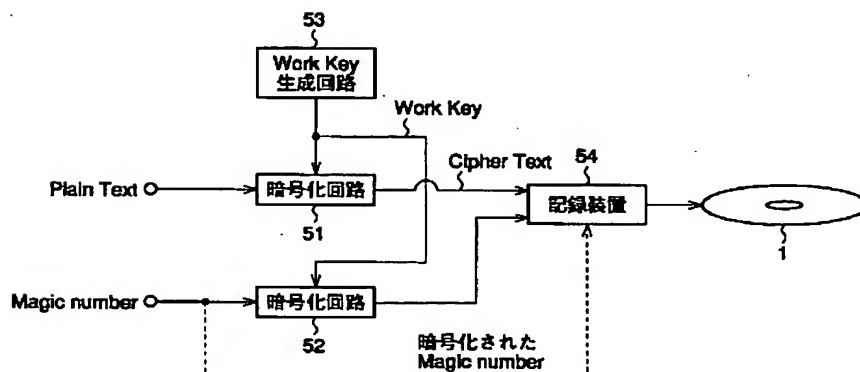 53
Work Key
生成回路
Work Key
Cipher Text
54
Plain Text
暗号化回路
記録装置
51
1
Magic number
暗号化回路
52
暗号化された
Magic number